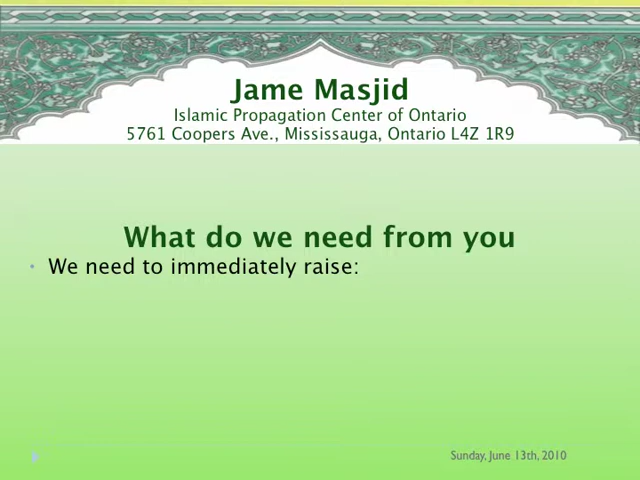 Jame Masjid
Islamic Propagation Center of Ontario
5761 Coopers Ave., Mississauga, Ontario L4Z 1R9
What do we need from you
• We need to immediately raise:
Sunday, June 13th, 2010